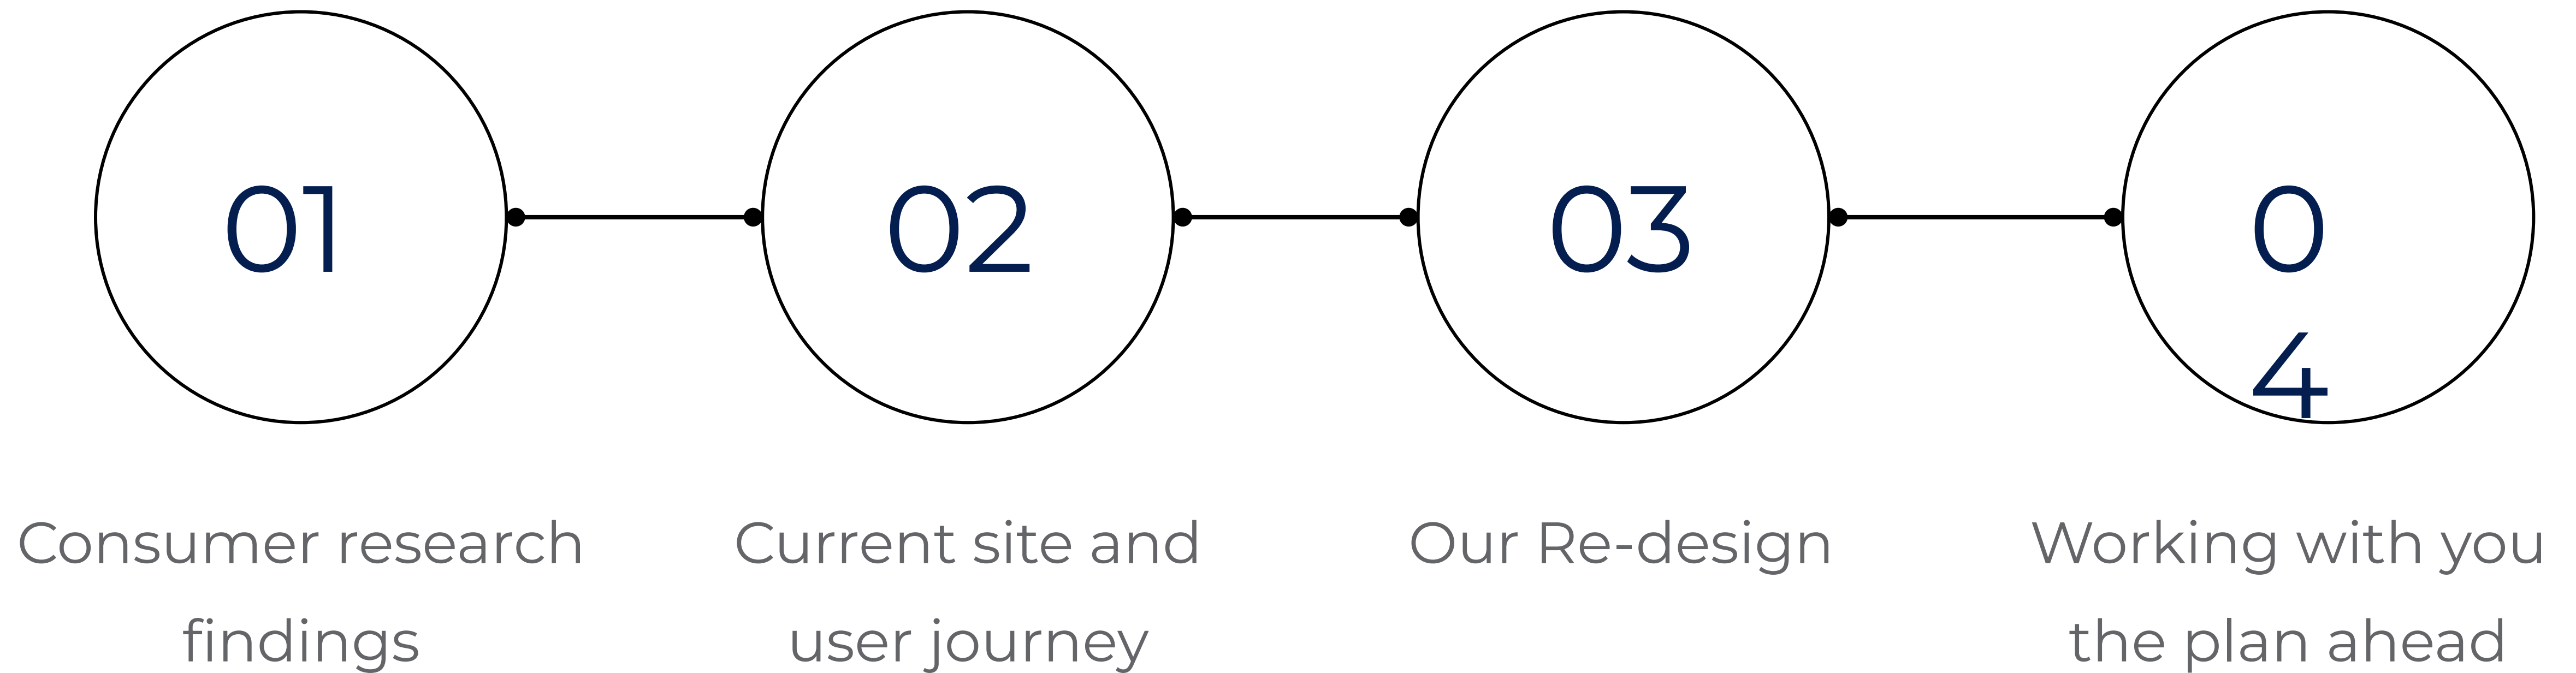 01
02
03
0
4
Consumer research
findings
Current site and
user journey
Our Re-design
Working with you
the plan ahead